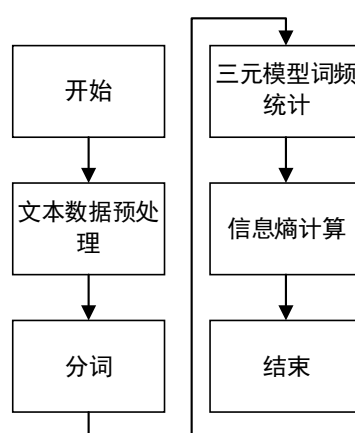 开始
文本数据预处
理
分词
三元模型词频
统计
信息熵计算
结束